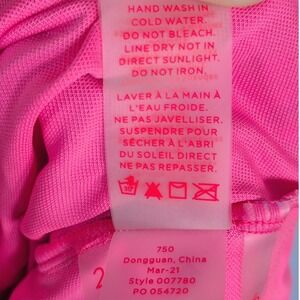 HAND WASH IN
COLD WATER.
DO NOT BLEACH.
LINE DRY NOT IN
DIRECT SUNLIGHT.
DO NOT IRON.
LAVER À LA MAIN À
L'EAU FROIDE.
NE PAS JAVELLISER.
SUSPENDRE POUR
SÉCHER À L'ABRI
DU SOLEIL DIRECT
NE PAS REPASSER.
750
Dongguan, China
Mar-21
Style 007780
PO 054720
2